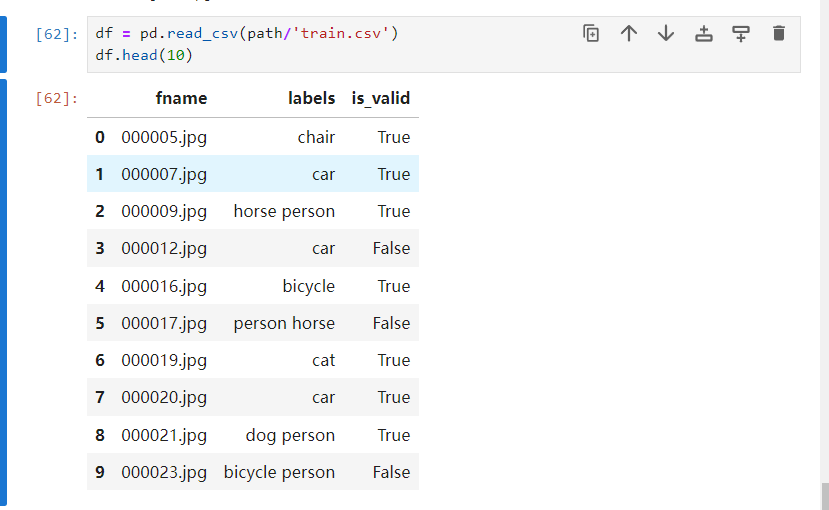 [62]: df = pd.read_csv(path/'train.csv')
df.head(10)
[62]: fname labels is_valid
0 000005.jpg chair True
1 000007.jpg car True
2 000009.jpg horse person True
3 000012.jpg car False
4 000016.jpg bicycle True
5 000017.jpg person horse False
6 000019.jpg cat True
7 000020.jpg car True
8 000021.jpg dog person True
9 000023.jpg bicycle person False